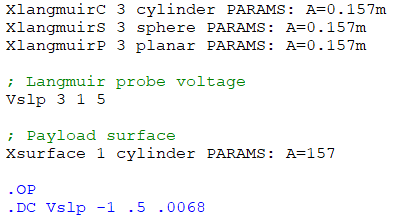 XlangmuirC 3 cylinder PARAMS: A=0.157m
XlangmuirS 3 sphere PARAMS: A=0.157m
XlangmuirP 3 planar PARAMS: A=0.157m
; Langmuir probe voltage
Vslp 3 1 5
; Payload surface
Xsurface 1 cylinder PARAMS: A=157
.OP
.DC Vslp -1 .5 .0068